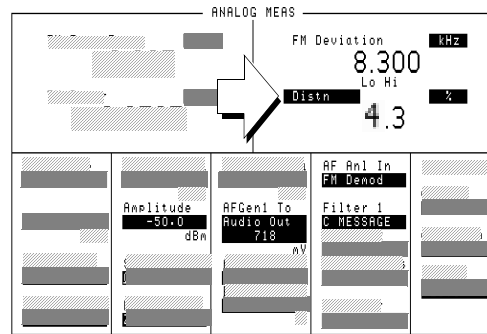 ANALOG MEAS
FM Deviation kHz
8.300
Lo Hi
Distn %
4.3
AF Anl In
FM Demod
Amplitude
-50.0
dBm
AFGen1 To
Audio Out
718
mV
Filter 1
C MESSAGE